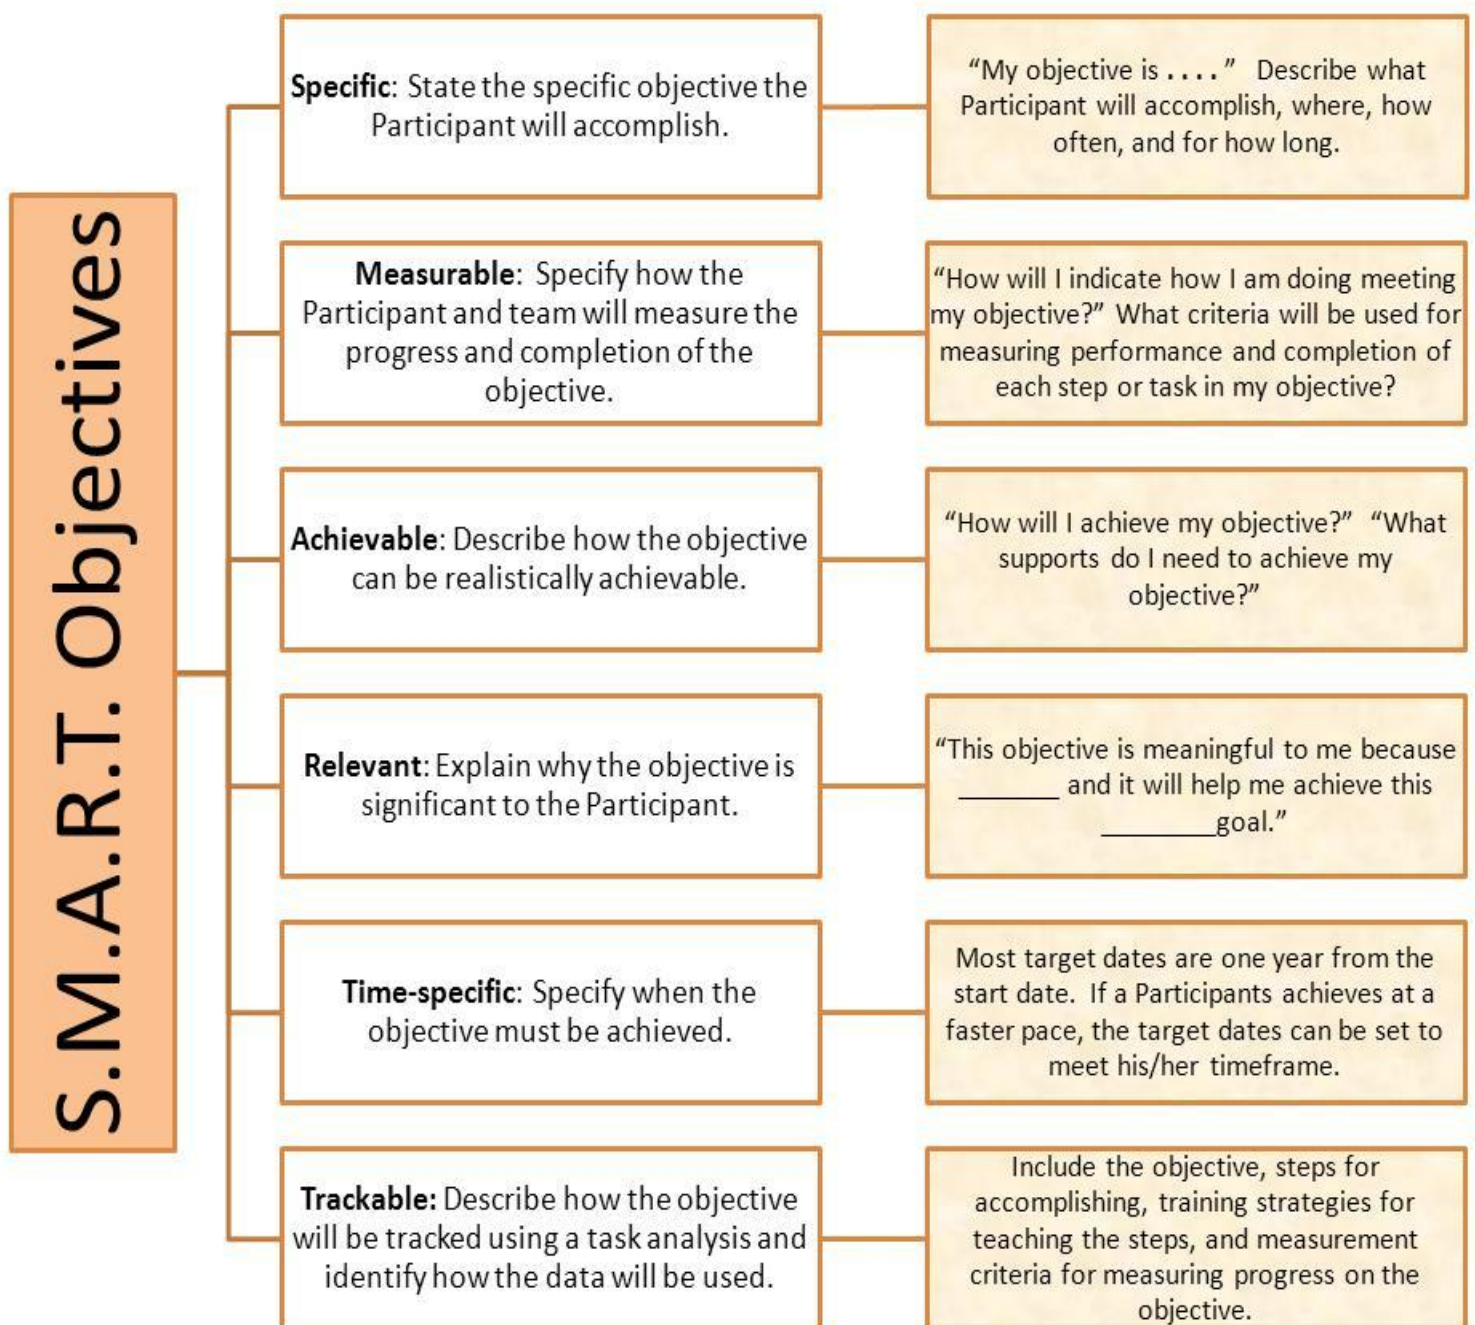 S.M.A.R.T. Objectives
Specific: State the specific objective the
Participant will accomplish.
“My objective is . . . . ” Describe what
Participant will accomplish, where, how
often, and for how long.
Measurable: Specify how the
Participant and team will measure the
progress and completion of the
objective.
“How will I indicate how I am doing meeting
my objective?” What criteria will be used for
measuring performance and completion of
each step or task in my objective?
Achievable: Describe how the objective
can be realistically achievable.
“How will I achieve my objective?” “What
supports do I need to achieve my
objective?”
Relevant: Explain why the objective is
significant to the Participant.
“This objective is meaningful to me because
_______ and it will help me achieve this
________goal.”
Time-specific: Specify when the
objective must be achieved.
Most target dates are one year from the
start date. If a Participants achieves at a
faster pace, the target dates can be set to
meet his/her timeframe.
Trackable: Describe how the objective
will be tracked using a task analysis and
identify how the data will be used.
Include the objective, steps for
accomplishing, training strategies for
teaching the steps, and measurement
criteria for measuring progress on the
objective.